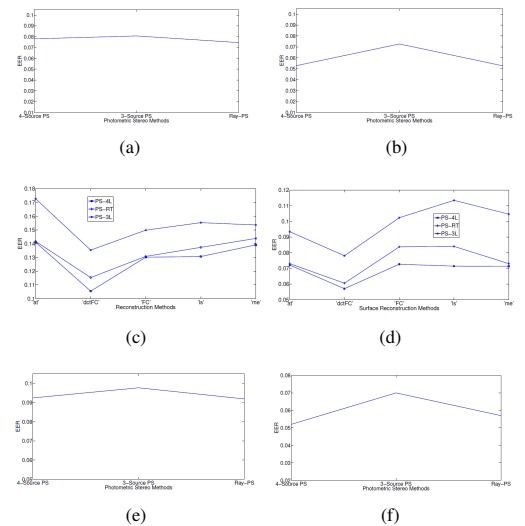 0.1
0.09
0.08
0.07
0.06
0.05
0.04
0.03
0.02
0.01
EER
4-Source PS 3-Source PS Ray-PS
Photometric Stereo Methods
(a)
0.1
0.09
0.08
0.07
0.06
0.05
0.04
0.03
0.02
0.01
EER
4-Source PS 3-Source PS Ray-PS
Photometric Stereo Methods
(b)
0.18
0.17
0.16
0.15
0.14
0.13
0.12
0.11
0.1
EER
PS-4L
PS-RT
PS-3L
'at' 'dctFC' 'FC' 'ls' 'me'
Reconstruction Methods
(c)
0.12
0.11
0.1
0.09
0.08
0.07
0.06
0.05
EER
PS-4L
PS-RT
PS-3L
'at' 'dctFC' 'FC' 'ls' 'me'
Surface Reconstruction Methods
(d)
0.1
0.09
0.08
0.07
0.06
EER
4-Source PS 3-Source PS Ray-PS
Photometric Stereo Methods
(e)
0.08
0.07
0.06
0.05
0.04
0.03
EER
4-Source PS 3-Source PS Ray-PS
Photometric Stereo Methods
(f)